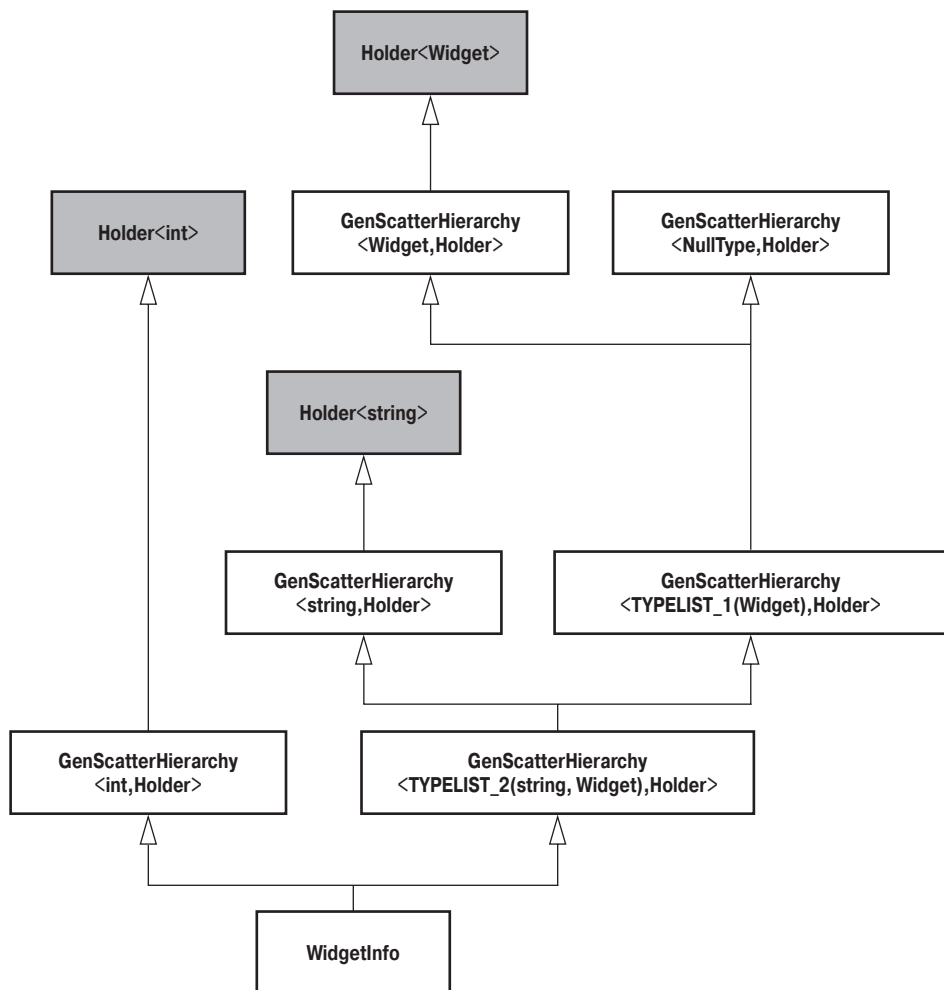 Holder<Widget>
GenScatterHierarchy
<Widget,Holder>
GenScatterHierarchy
<NullType,Holder>
Holder<int>
Holder<string>
GenScatterHierarchy
<string,Holder>
GenScatterHierarchy
<TYPELIST_1(Widget),Holder>
GenScatterHierarchy
<int,Holder>
GenScatterHierarchy
<TYPELIST_2(string, Widget),Holder>
WidgetInfo